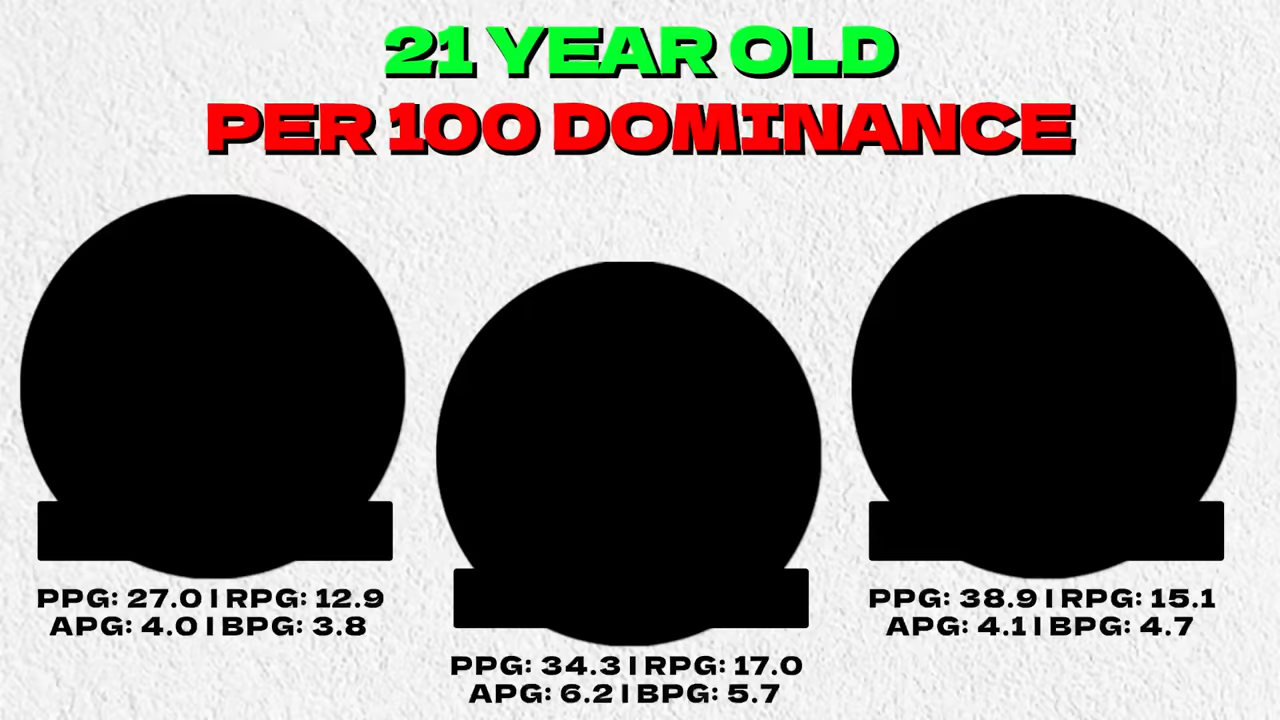 21 YEAR OLD
PER 100 DOMINANCE
PPG: 27.0 | RPG: 12.9
APG: 4.0 | BPG: 3.8
PPG: 34.3 | RPG: 17.0
APG: 6.2 | BPG: 5.7
PPG: 38.9 | RPG: 15.1
APG: 4.1 | BPG: 4.7